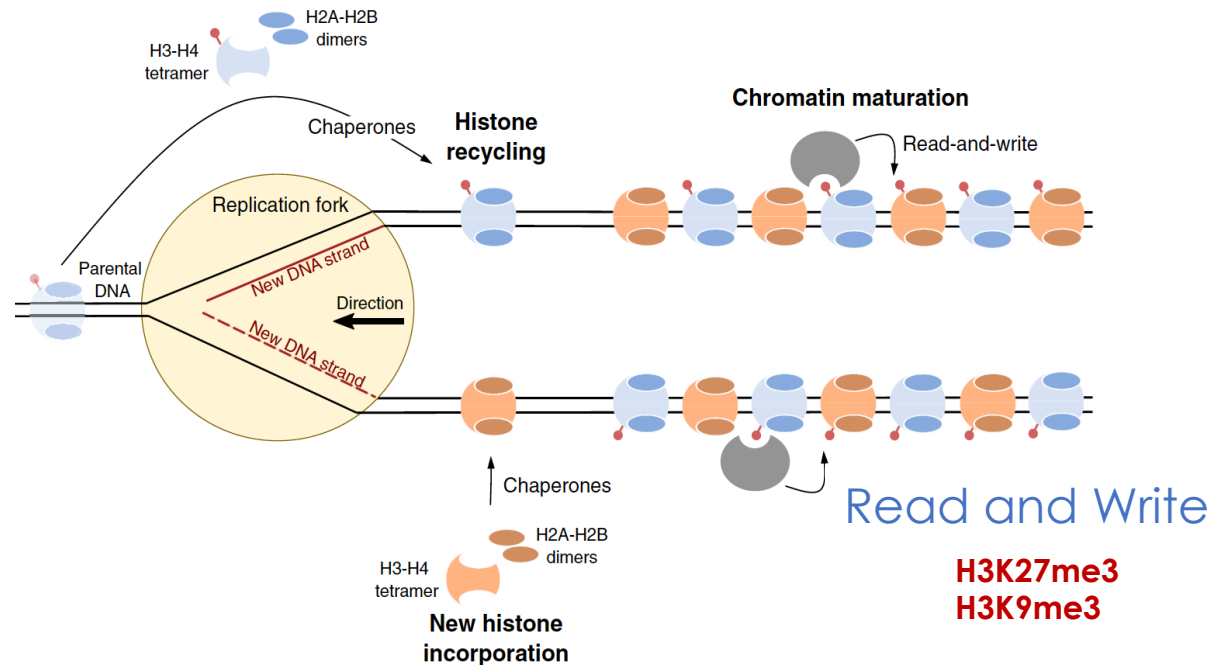 H2A-H2B
dimers
H3-H4
tetramer
Chaperones
Histone
recycling
Chromatin maturation
Read-and-write
Replication fork
Parental
DNA
New DNA strand
Direction
New DNA strand
Chaperones
H2A-H2B
dimers
H3-H4
tetramer
New histone
incorporation
Read and Write
H3K27me3
H3K9me3